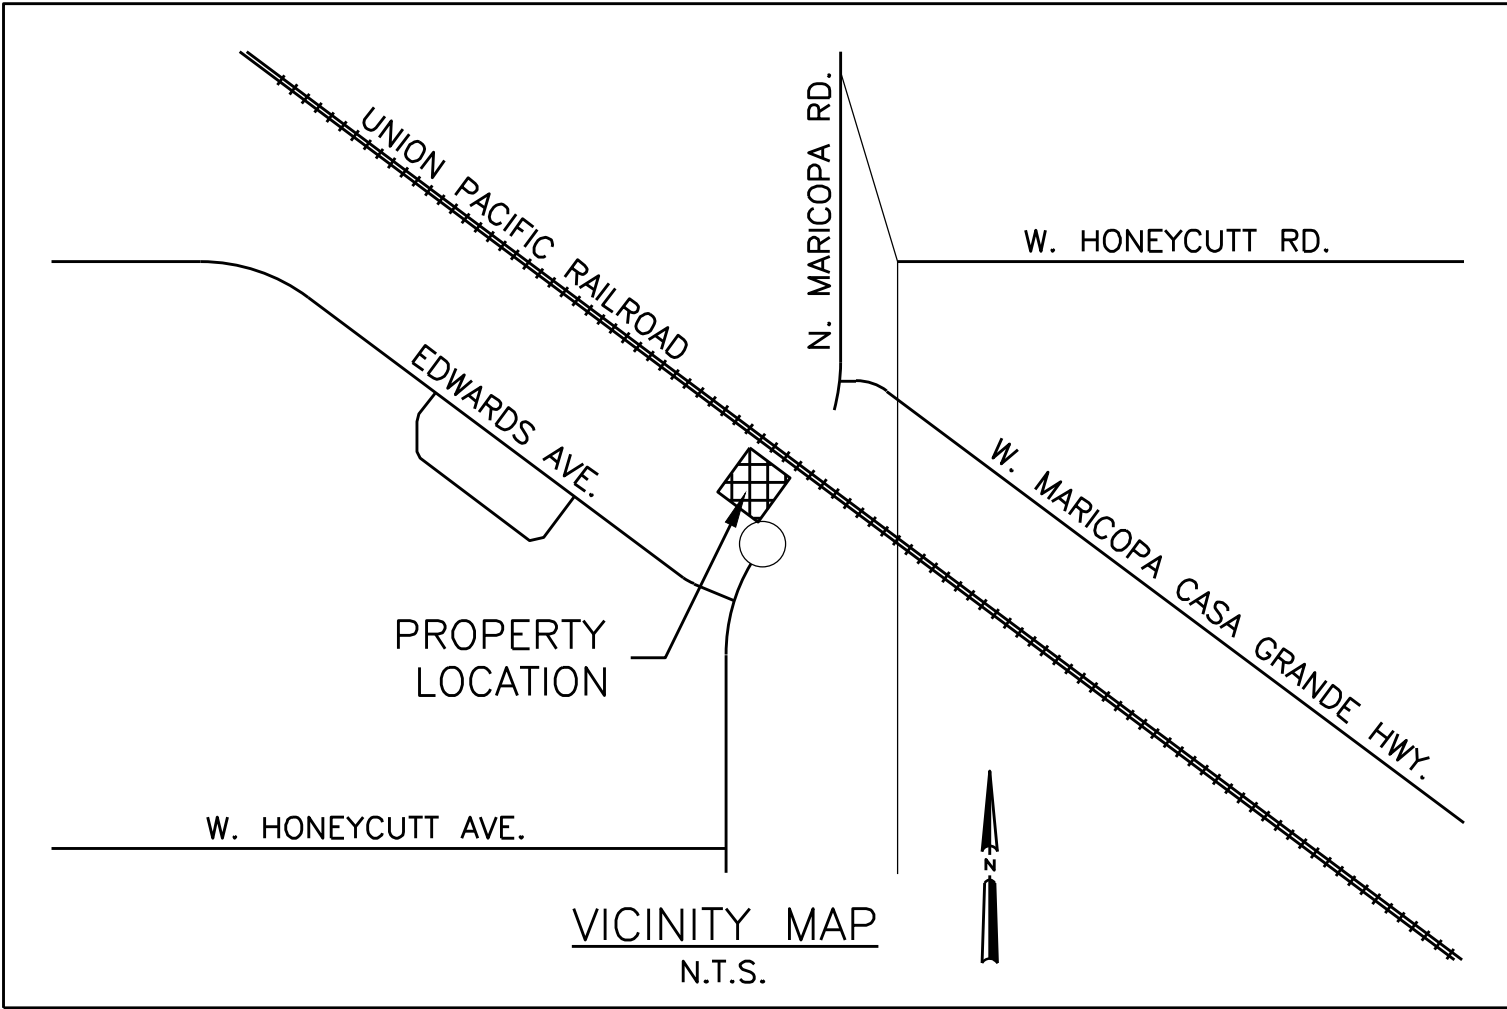 UNION PACIFIC RAILROAD
N. MARICOPA RD.
W. HONEYCUTT RD.
EDWARDS AVE.
W. MARICOPA CASA GRANDE HWY.
PROPERTY
LOCATION
W. HONEYCUTT AVE.
N
VICINITY MAP
N.T.S.